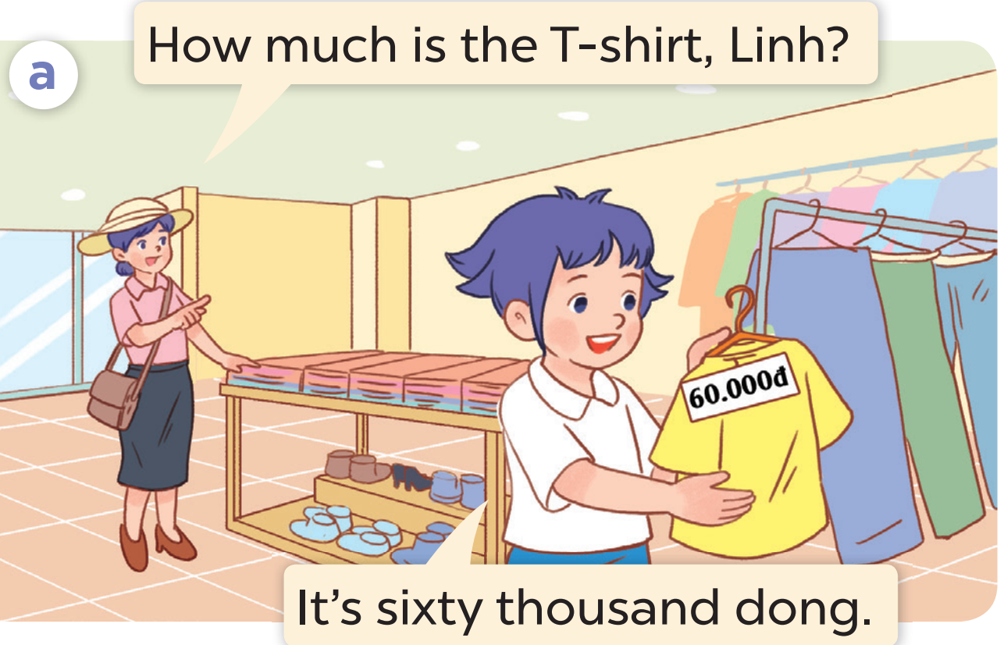 How much is the T-shirt, Linh?
a
60.000đ
It's sixty thousand dong.